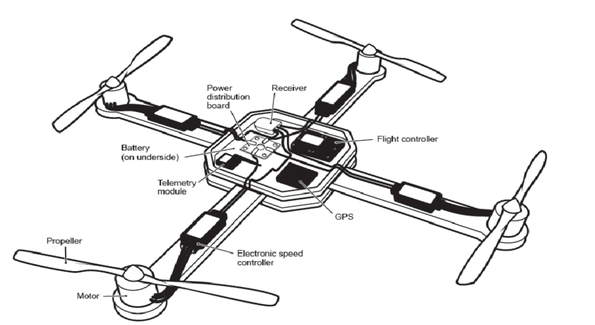 Power
distribution
board
Receiver
Flight controller
Battery
(on underside)
Telemetry
module
GPS
Propeller
Electronic speed
controller
Motor